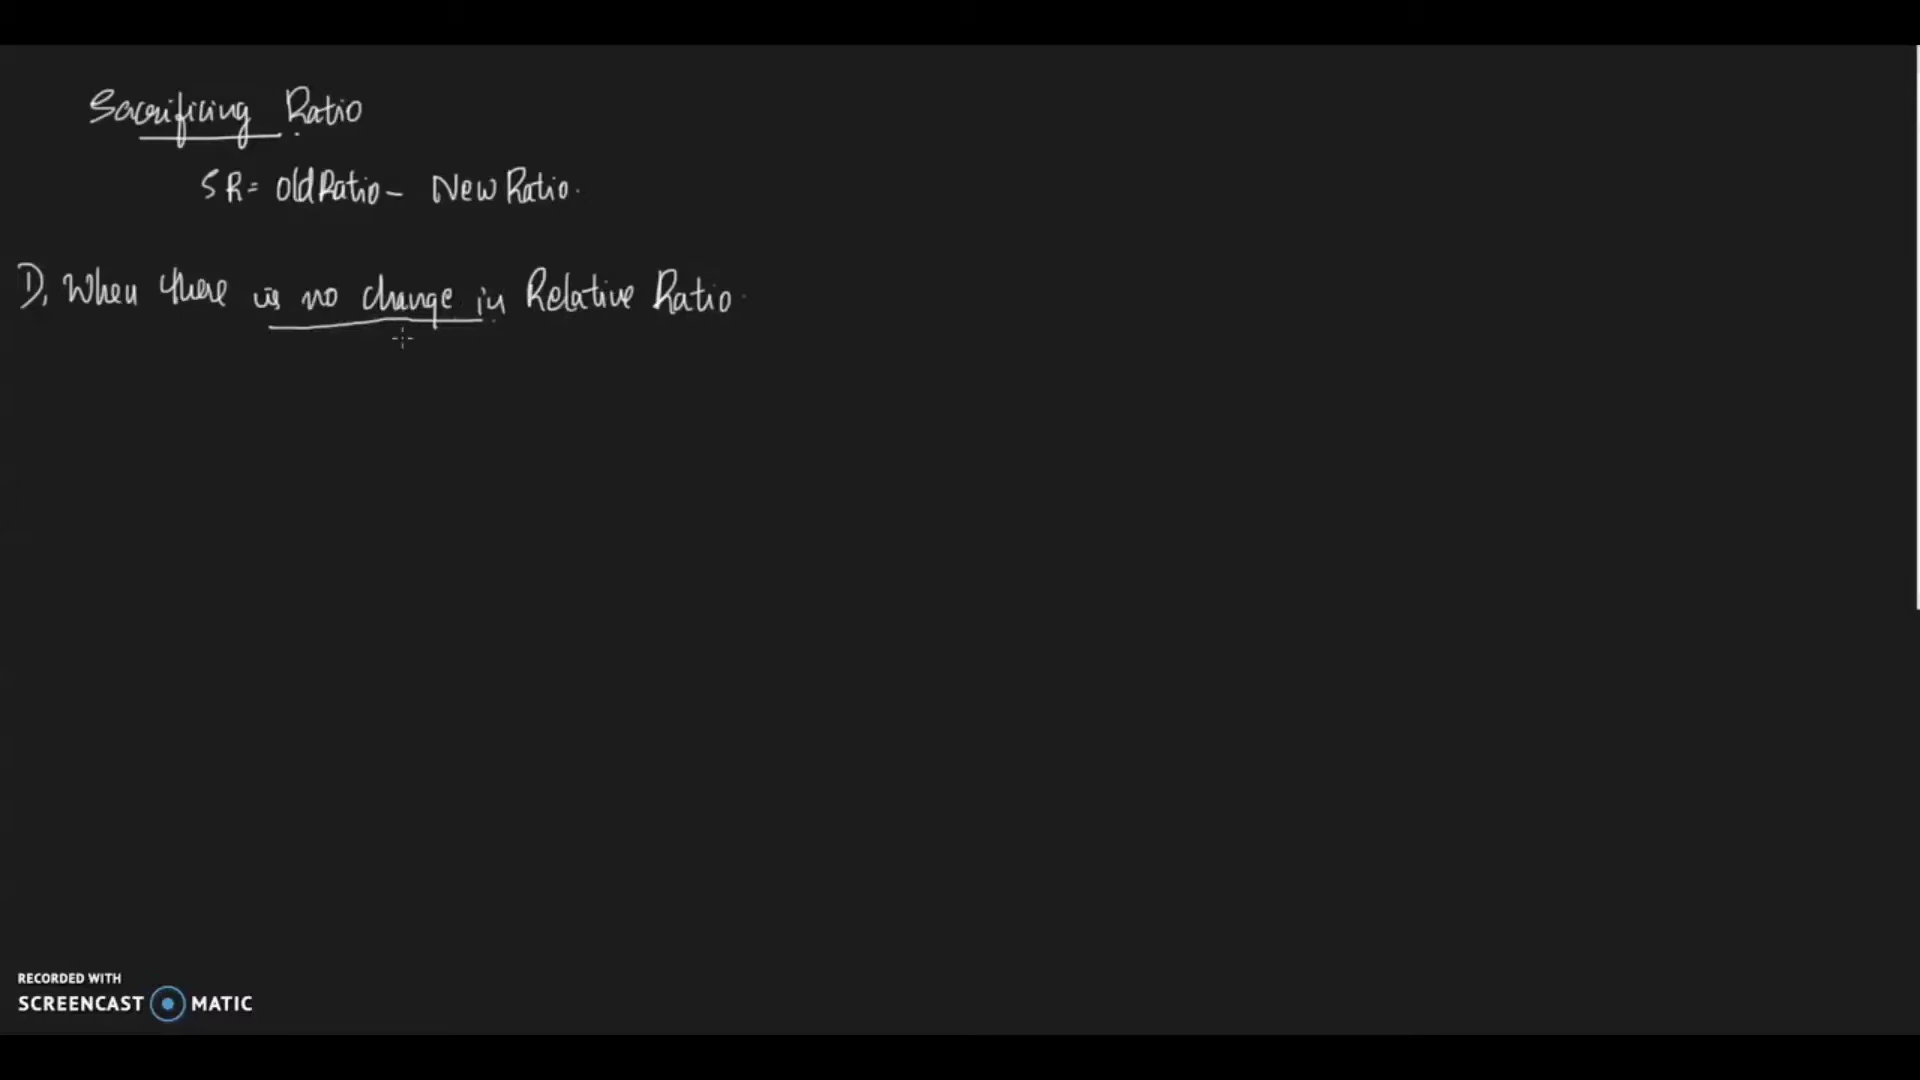 Sacrificing Ratio
SR = Old Ratio - New Ratio.
1), When there is no change in Relative Ratio.
RECORDED WITH
SCREENCAST MATIC